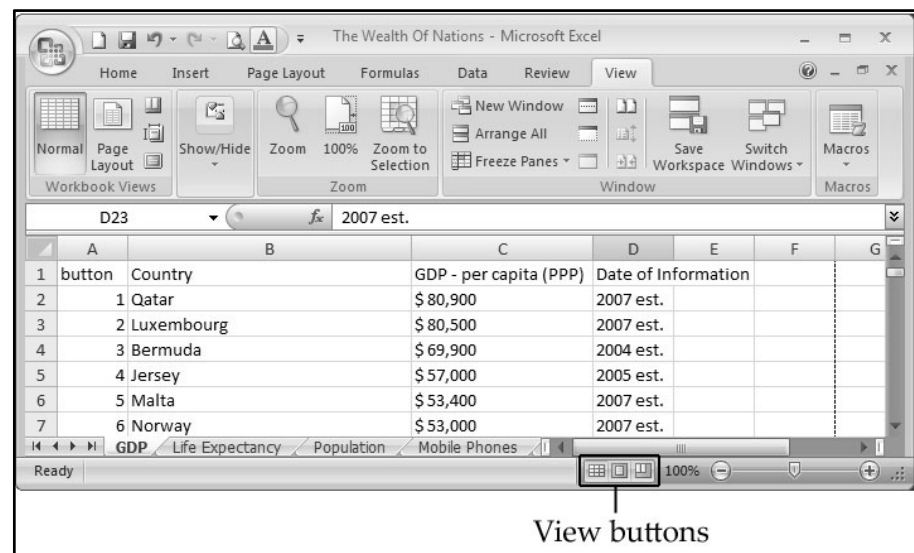 The Wealth Of Nations - Microsoft Excel
Home Insert Page Layout Formulas Data Review View
Normal Page Layout Show/Hide Zoom 100% Zoom to Selection New Window Arrange All Freeze Panes Save Workspace Switch Windows Macros
Workbook Views Zoom Window Macros
D23 fx 2007 est.
A B C D E F G
1 button Country GDP - per capita (PPP) Date of Information
2 1 Qatar $ 80,900 2007 est.
3 2 Luxembourg $ 80,500 2007 est.
4 3 Bermuda $ 69,900 2004 est.
5 4 Jersey $ 57,000 2005 est.
6 5 Malta $ 53,400 2007 est.
7 6 Norway $ 53,000 2007 est.
GDP Life Expectancy Population Mobile Phones
Ready 100%
View buttons